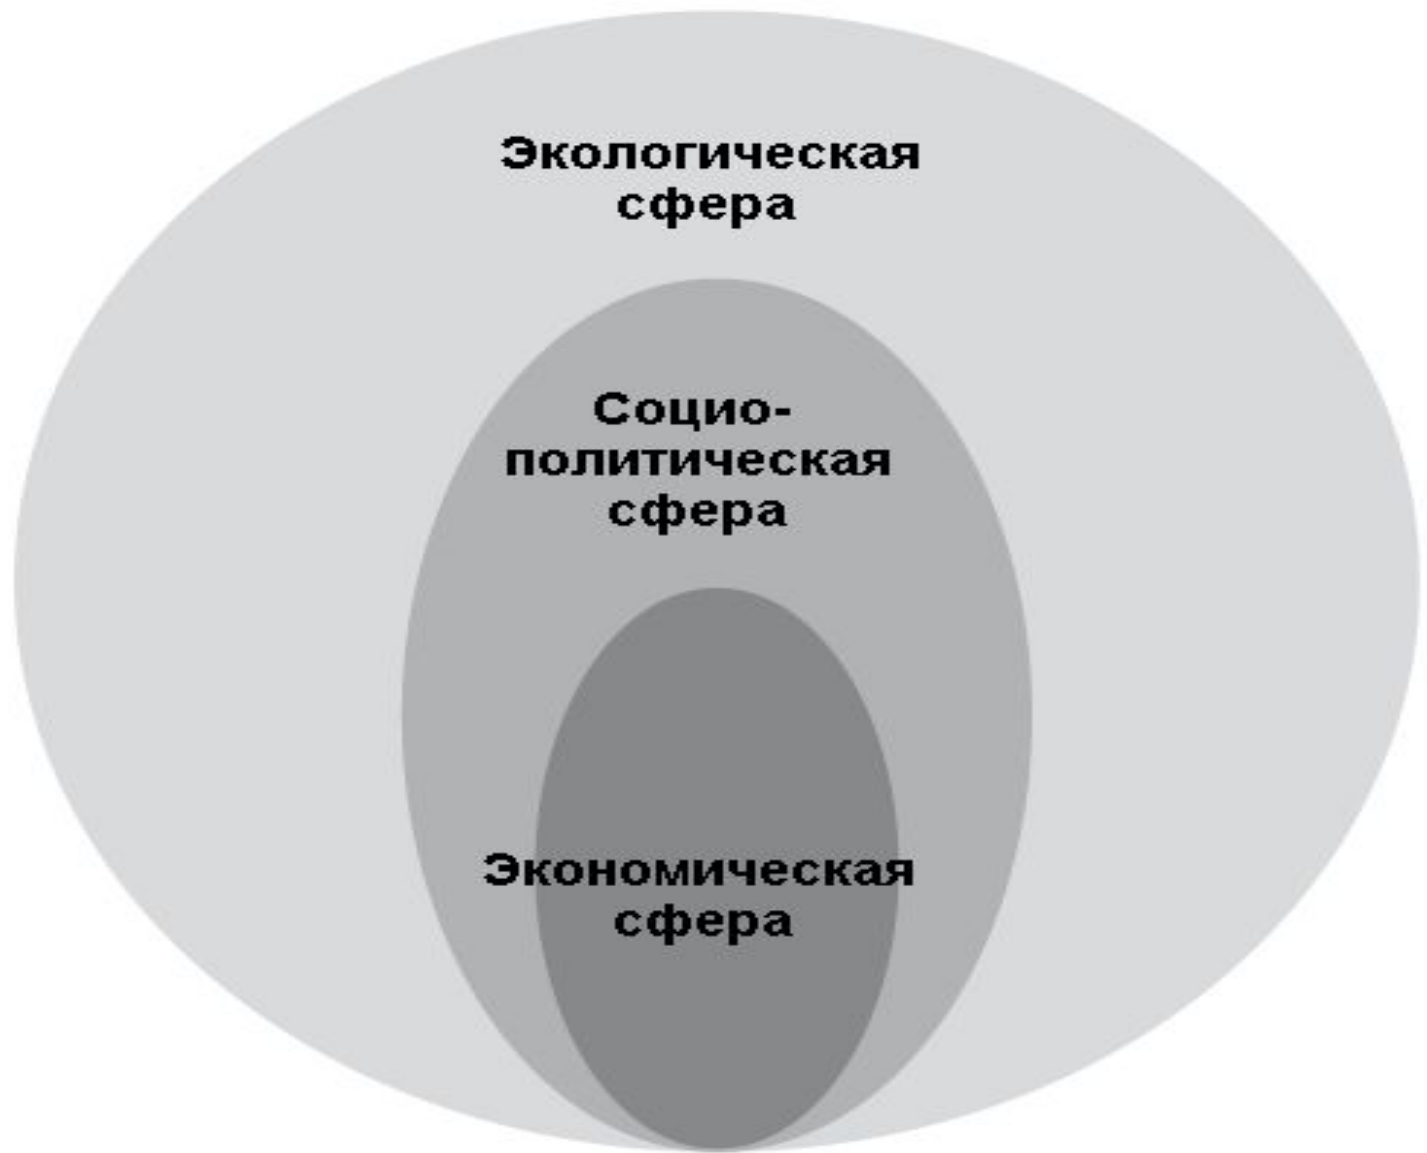 Экологическая
сфера
Социо-
политическая
сфера
Экономическая
сфера